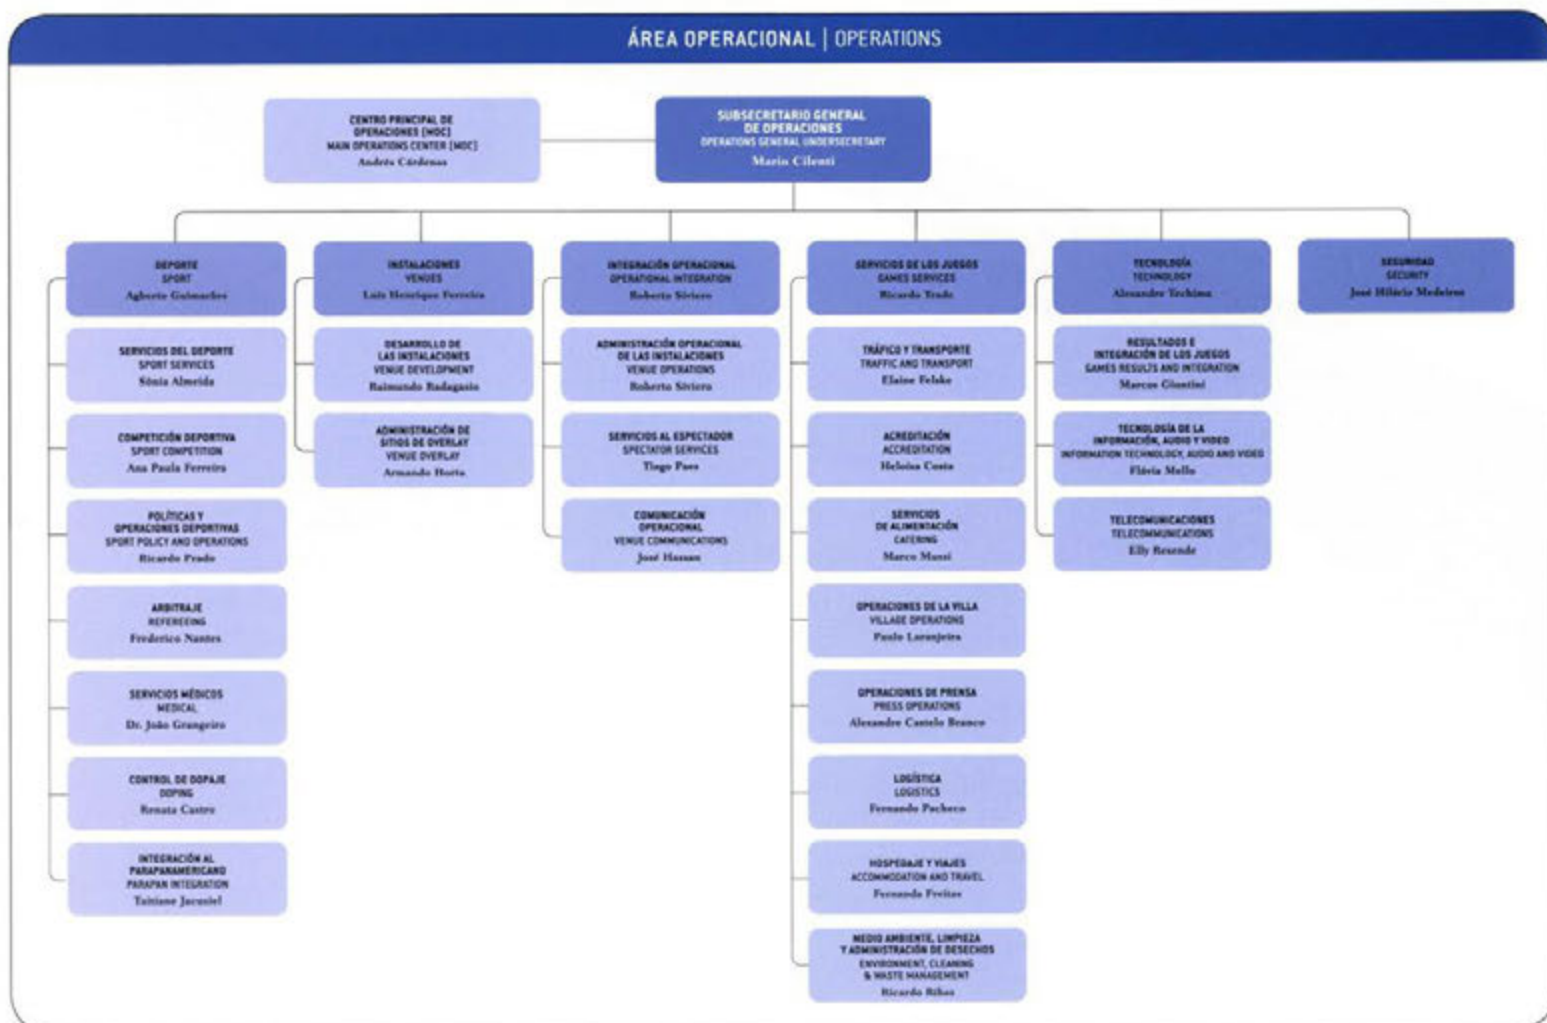 ÁREA OPERACIONAL | OPERATIONS
CENTRO PRINCIPAL DE
OPERACIONES (MOC)
MAIN OPERATIONS CENTER (MOC)
Andrés Cárdenas
SUBSECRETARIO GENERAL
DE OPERACIONES
OPERATIONS GENERAL UNDERSECRETARY
Mario Cilenti
DEPORTE
SPORT
Agberto Guimarães
SERVICIOS DEL DEPORTE
SPORT SERVICES
Sônia Almeida
COMPETICIÓN DEPORTIVA
SPORT COMPETITION
Ana Paula Ferreira
POLÍTICAS Y
OPERACIONES DEPORTIVAS
SPORT POLICY AND OPERATIONS
Ricardo Prado
ARBITRAJE
REFEREEING
Frederico Nantes
SERVICIOS MÉDICOS
MEDICAL
Dr. João Grangeiro
CONTROL DE DOPAJE
DOPING
Renata Castro
INTEGRACIÓN AL
PARAPANAMERICANO
PARAPAN INTEGRATION
INSTALACIONES
VENUES
Luis Henrique Ferreira
DESARROLLO DE
LAS INSTALACIONES
VENUE DEVELOPMENT
Raimundo
ADMINISTRACIÓN DE
SITIOS DE OVERLAY
VENUE OVERLAY
Armando Horta
INTEGRACIÓN OPERACIONAL
OPERATIONAL INTEGRATION
Roberto Siviero
ADMINISTRACIÓN OPERACIONAL
DE LAS INSTALACIONES
VENUE OPERATIONS
Roberto Siviero
SERVICIOS AL ESPECTADOR
SPECTATOR SERVICES
Tiago Paes
COMUNICACIÓN
OPERACIONAL
VENUE COMMUNICATIONS
José Hassan
SERVICIOS DE LOS JUEGOS
GAMES SERVICES
Ricardo Trade
TRÁFICO Y TRANSPORTE
TRAFFIC AND TRANSPORT
Elaine Felske
ACREDITACIÓN
ACCREDITATION
Heloisa Costa
SERVICIOS
DE ALIMENTACIÓN
CATERING
Marco Mussi
OPERACIONES DE LA VILLA
VILLAGE OPERATIONS
Paulo Laranjeira
OPERACIONES DE PRENSA
PRESS OPERATIONS
Alexandre Castelo Branco
LOGÍSTICA
LOGISTICS
Fernando Pacheco
HOSPEDAJE Y VIAJES
ACCOMMODATION AND TRAVEL
Fernanda Freitas
MEDIO AMBIENTE, LIMPIEZA
Y ADMINISTRACIÓN DE DESECHOS
ENVIRONMENT, CLEANING
& WASTE MANAGEMENT
Ricardo Ribas
TECNOLOGÍA
TECHNOLOGY
Alexandre Techima
RESULTADOS E
INTEGRACIÓN DE LOS JUEGOS
GAMES RESULTS AND INTEGRATION
Marcos
TECNOLOGÍA DE LA
INFORMACIÓN, AUDIO Y VIDEO
INFORMATION TECHNOLOGY, AUDIO AND VIDEO
Flávia Mello
TELECOMUNICACIONES
TELECOMMUNICATIONS
Elly Resende
SEGURIDAD
SECURITY
José Hilário Medeiros